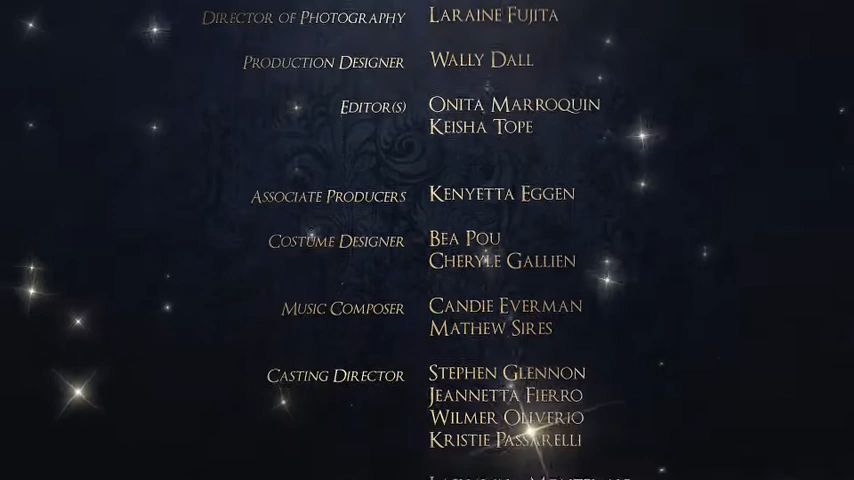 Director of Photography Laraine Fujita
Production Designer Wally Dall
Editor(s) Onita Marroquin
Keisha Tope
Associate Producers Kenyetta Eggen
Costume Designer Bea Pou
Cheryle Gallien
Music Composer Candie Everman
Mathew Sires
Casting Director Stephen Glennon
Jeannetta Fierro
Wilmer Oliverio
Kristie Passarelli